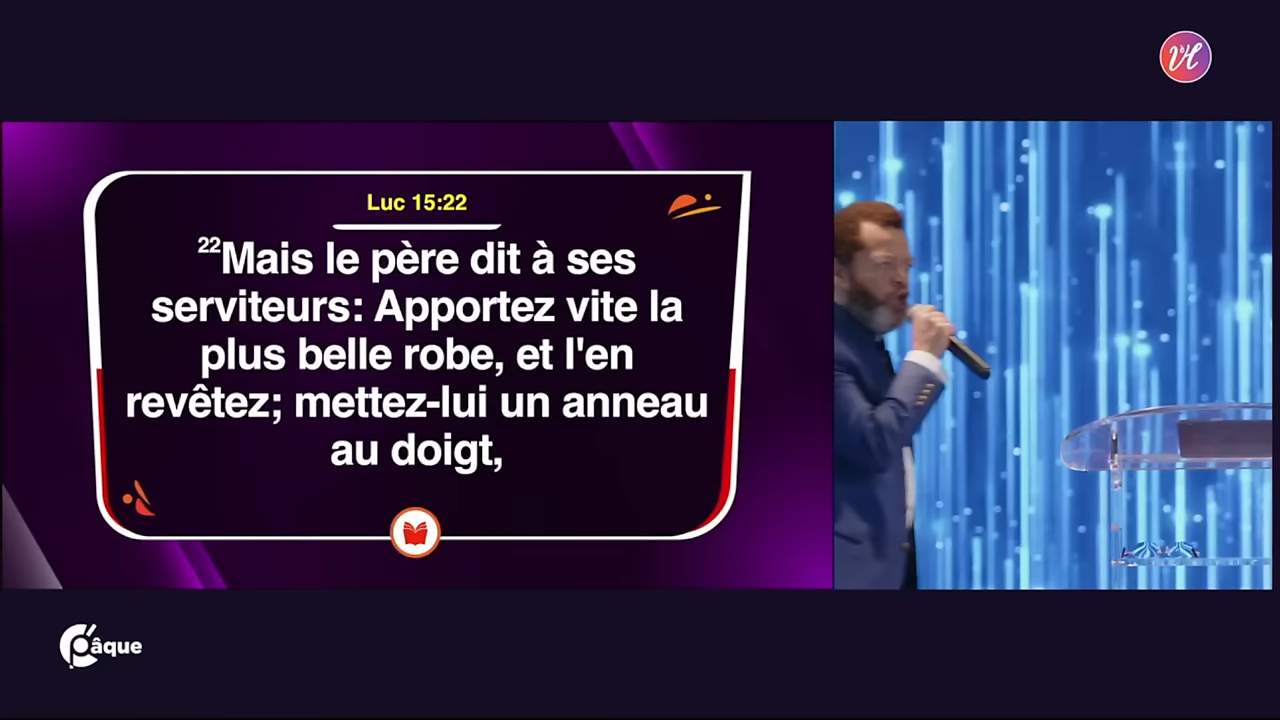 Luc 15:22
22Mais le père dit à ses
serviteurs: Apportez vite la
plus belle robe, et l'en
revêtez; mettez-lui un anneau
au doigt,
Pâque